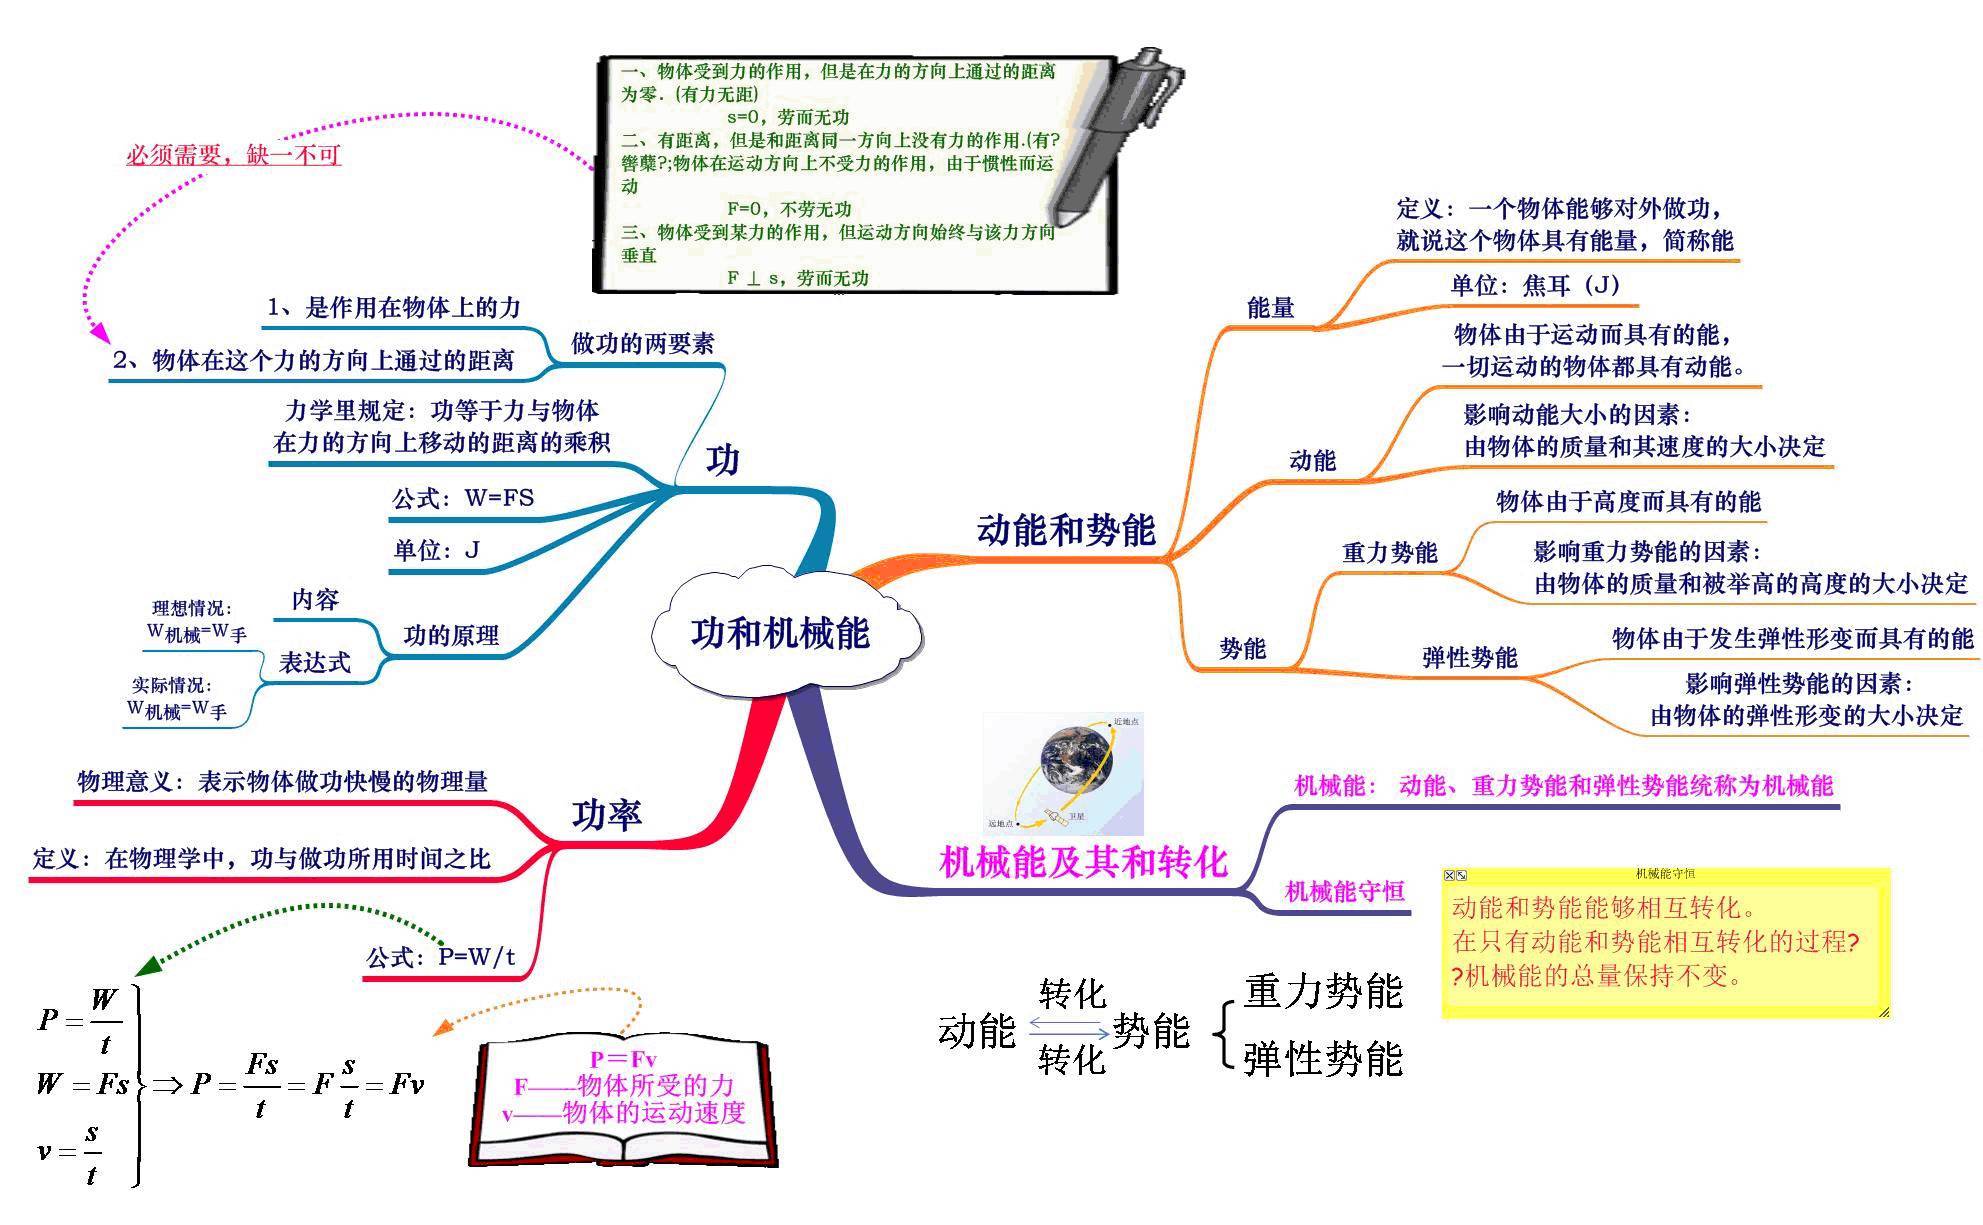 一、物体受到力的作用，但是在力的方向上通过的距离
为零．(有力无距)
s=0，劳而无功
二、有距离，但是和距离同一方向上没有力的作用.(有?
辔蘖?;物体在运动方向上不受力的作用，由于惯性而运
动
F=0，不劳无功
三、物体受到某力的作用，但运动方向始终与该力方向
垂直
F ⊥ s，劳而无功
必须需要，缺一不可
1、是作用在物体上的力
2、物体在这个力的方向上通过的距离
做功的两要素
力学里规定：功等于力与物体
在力的方向上移动的距离的乘积
功
公式：W=FS
单位：J
内容
功的原理
表达式
理想情况：
W机械=W手
实际情况：
W机械=W手
功和机械能
动能和势能
能量
定义：一个物体能够对外做功，
就说这个物体具有能量，简称能
单位：焦耳（J）
动能
物体由于运动而具有的能，
一切运动的物体都具有动能。
影响动能大小的因素：
由物体的质量和其速度的大小决定
势能
重力势能
物体由于高度而具有的能
影响重力势能的因素：
由物体的质量和被举高的高度的大小决定
弹性势能
物体由于发生弹性形变而具有的能
影响弹性势能的因素：
由物体的弹性形变的大小决定
物理意义：表示物体做功快慢的物理量
功率
定义：在物理学中，功与做功所用时间之比
公式：P=W/t
P=W/t
W=Fs
v=s/t
⇒P=Fs/t=F s/t=Fv
P＝Fv
F——物体所受的力
v——物体的运动速度
近地点
远地点
卫星
机械能及其和转化
机械能： 动能、重力势能和弹性势能统称为机械能
机械能守恒
机械能守恒
动能和势能能够相互转化。
在只有动能和势能相互转化的过程?
?机械能的总量保持不变。
动能
转化
转化
势能
重力势能
弹性势能